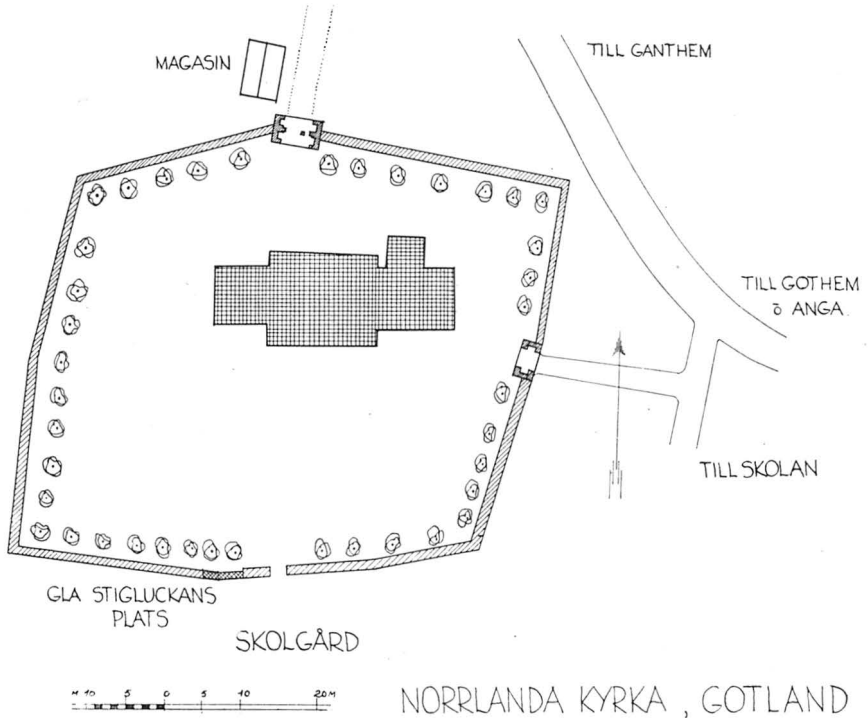 MAGASIN
TILL GANTHEM
TILL GOTHEM
ō ANGA.
TILL SKOLAN
GLA STIGLUCKANS
PLATS
SKOLGÅRD
M 10 5 0 5 10 20 M
NORRLANDA KYRKA , GOTLAND